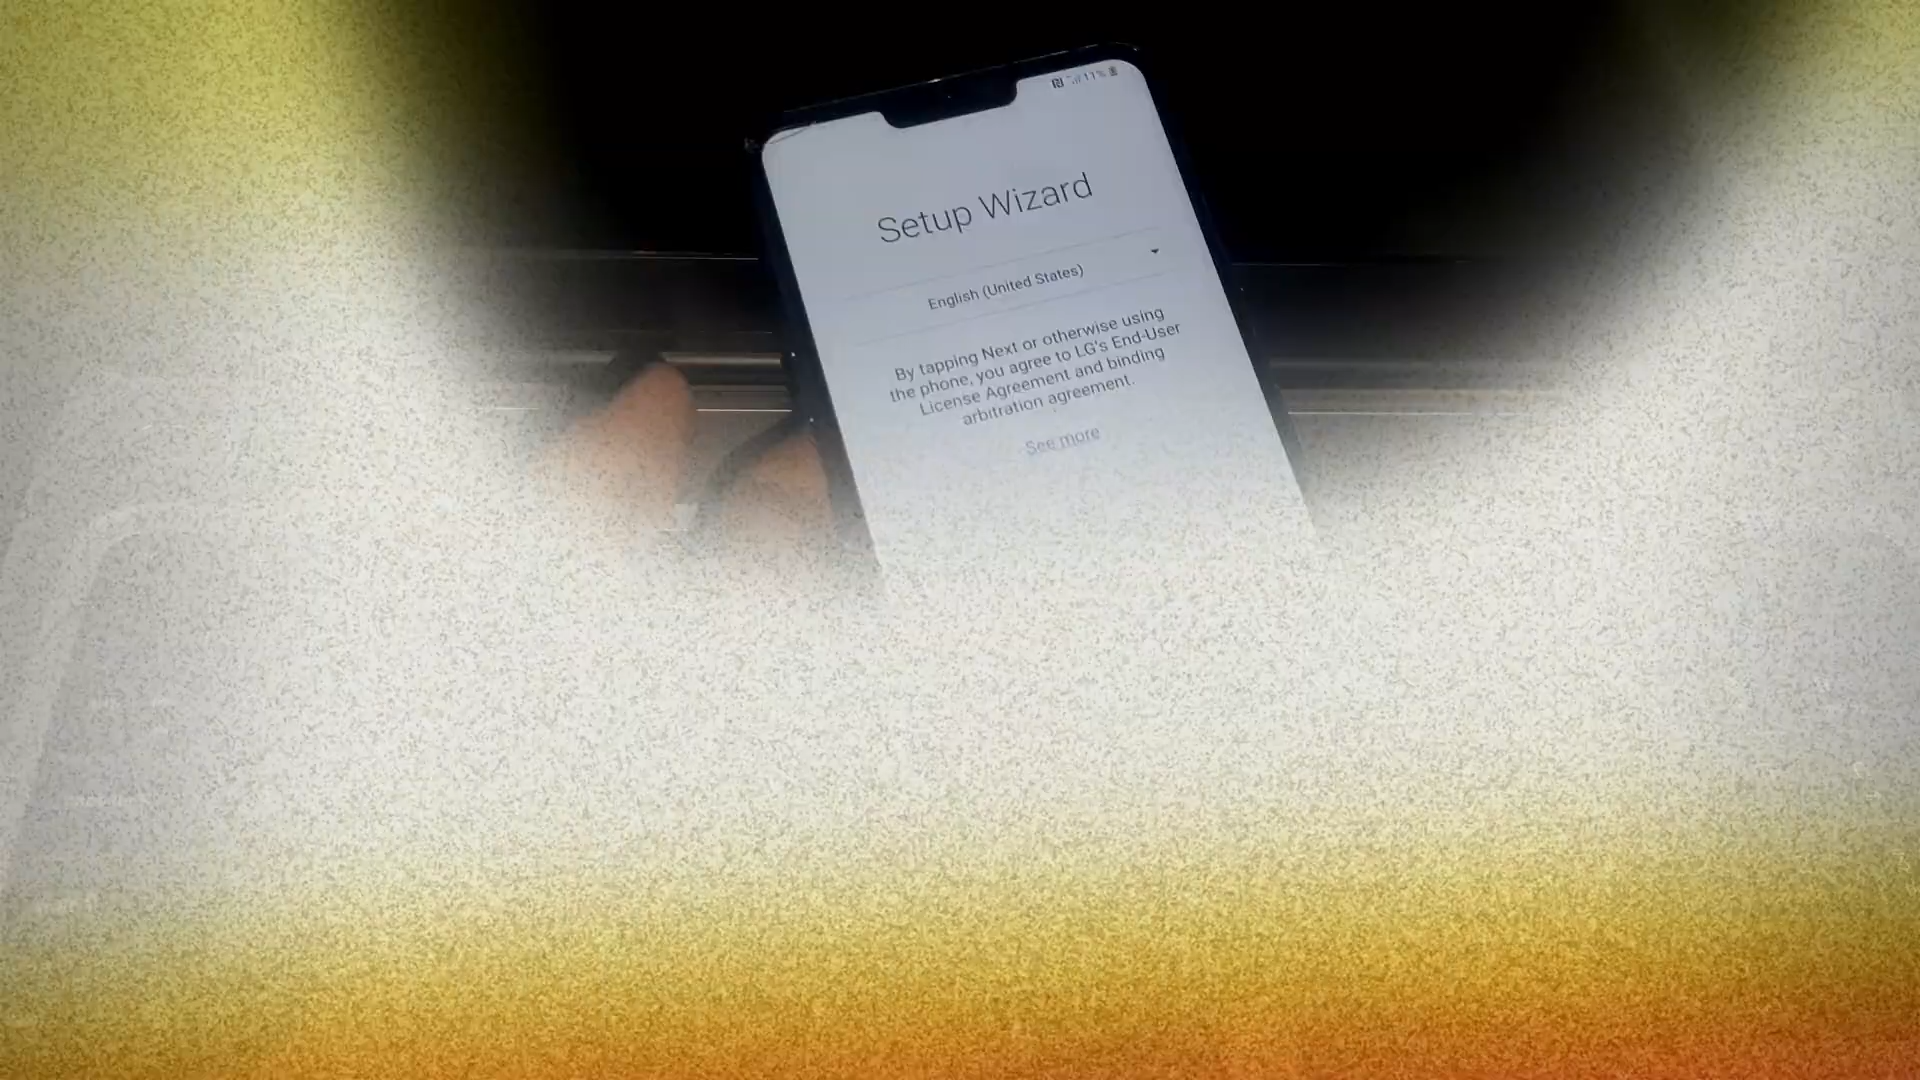 11%
Setup Wizard
English (United States)
By tapping Next or otherwise using
the phone, you agree to LG's End-User
License Agreement and binding
arbitration agreement.
See more